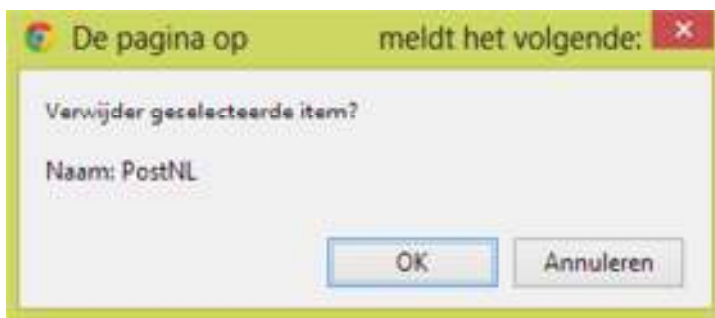 De pagina op meldt het volgende:
Verwijder geselecteerde item?
Naam: PostNL
OK Annuleren